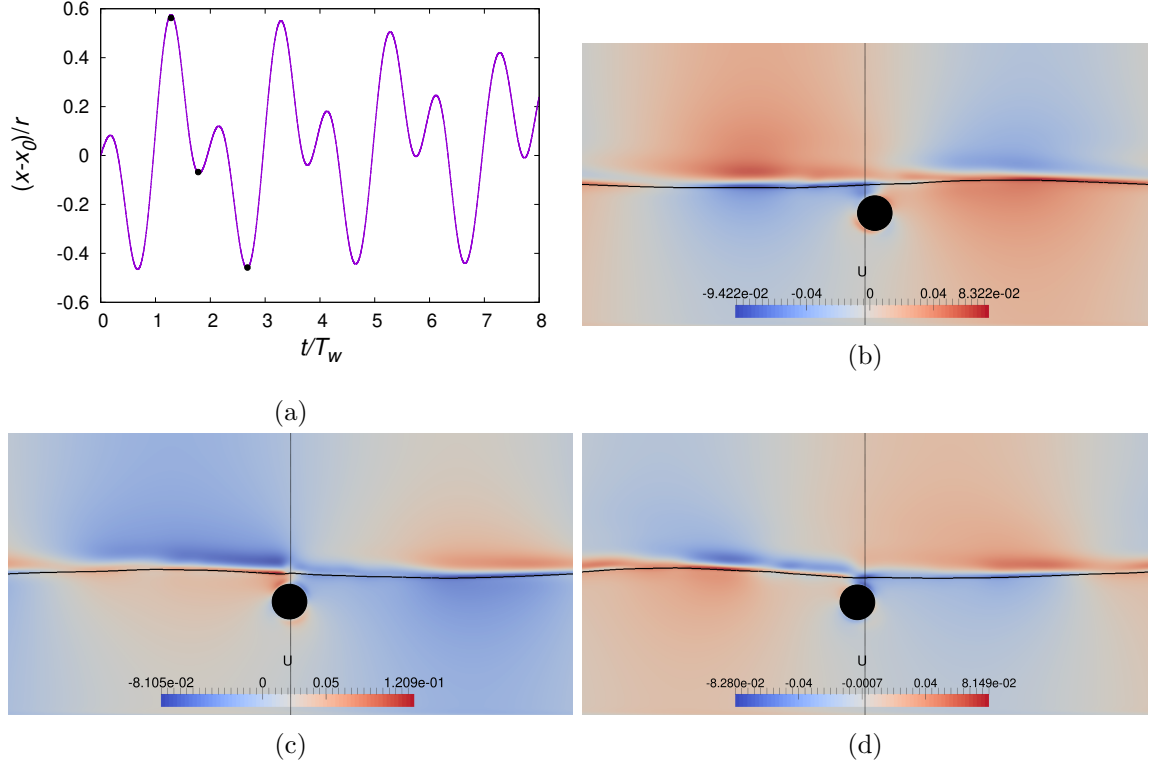 0.6
0.4
0.2
0
-0.2
-0.4
-0.6
(x-x0)/r
0 1 2 3 4 5 6 7 8
t/Tw
(a)
U
-9.422e-02 -0.04 0 0.04 8.322e-02
(b)
U
-8.105e-02 0 0.05 1.209e-01
(c)
U
-8.280e-02 -0.04 -0.0007 0.04 8.149e-02
(d)